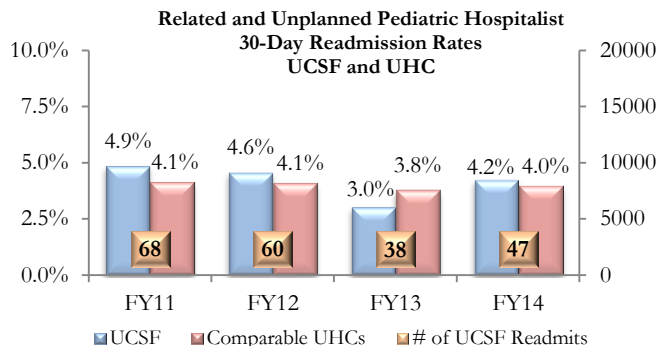 Related and Unplanned Pediatric Hospitalist
30-Day Readmission Rates
UCSF and UHC
10.0%
7.5%
5.0%
2.5%
0.0%
20000
15000
10000
5000
0
4.9% 4.1% 4.6% 4.1% 3.0% 3.8% 4.2% 4.0%
68 60 38 47
FY11 FY12 FY13 FY14
UCSF Comparable UHCs # of UCSF Readmits